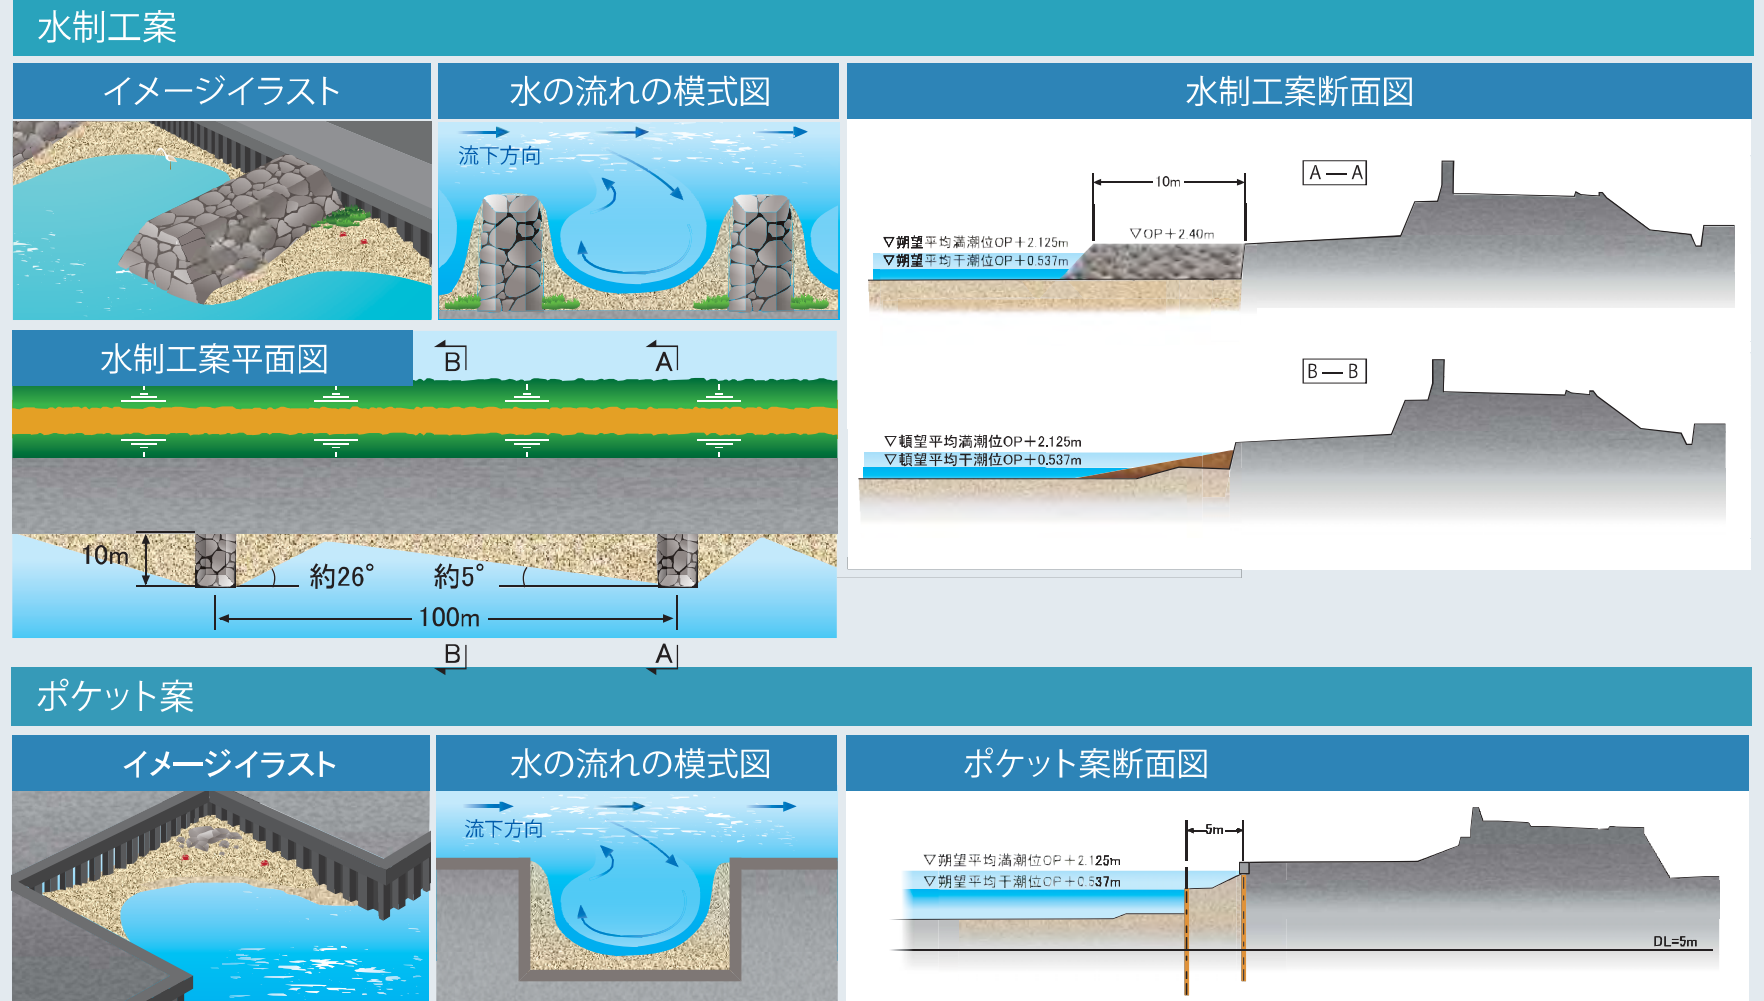 水制工案
イメージイラスト
水の流れの模式図
水制工案断面図
流下方向
10m
A — A
▽OP+2.40m
▽朔望平均満潮位OP+2.125m
▽朔望平均干潮位OP+0.537m
水制工案平面図
B
A
B — B
▽頓望平均満潮位OP+2.125m
▽頓望平均干潮位OP+0.537m
10m
約26°
約5°
100m
B
A
ポケット案
イメージイラスト
水の流れの模式図
ポケット案断面図
流下方向
5m
▽朔望平均満潮位OP+2.125m
▽朔望平均干潮位OP+0.537m
DL=5m